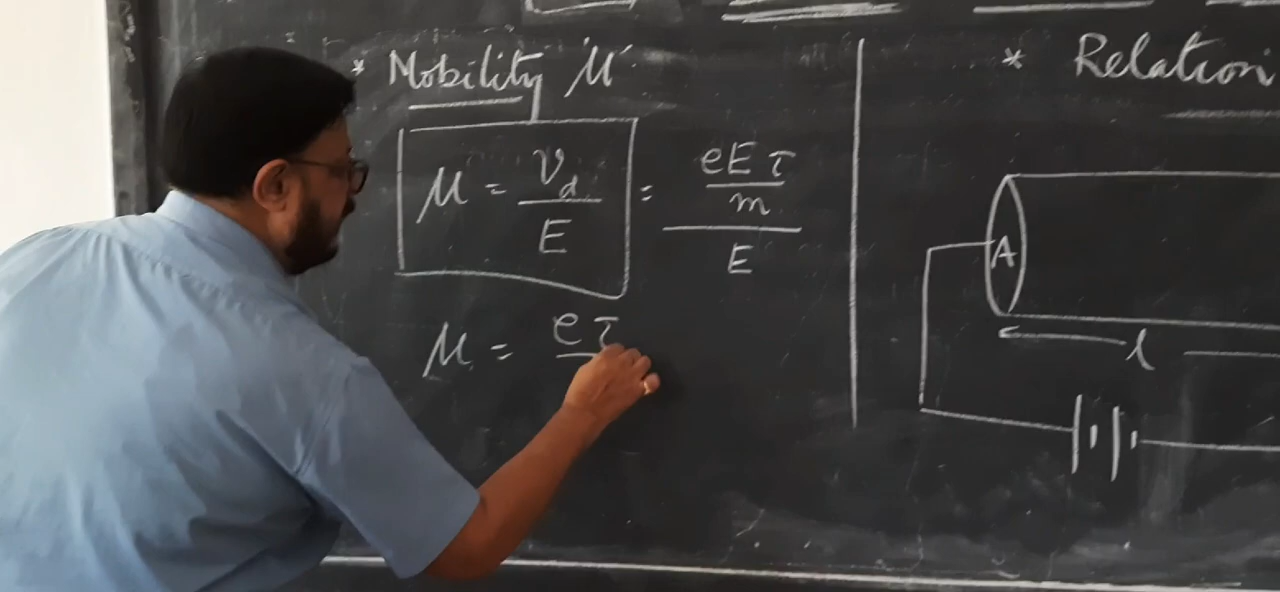 * Mobility μ
μ = v_d / E = (eEτ / m) / E
μ = eτ
* Relation
A
l